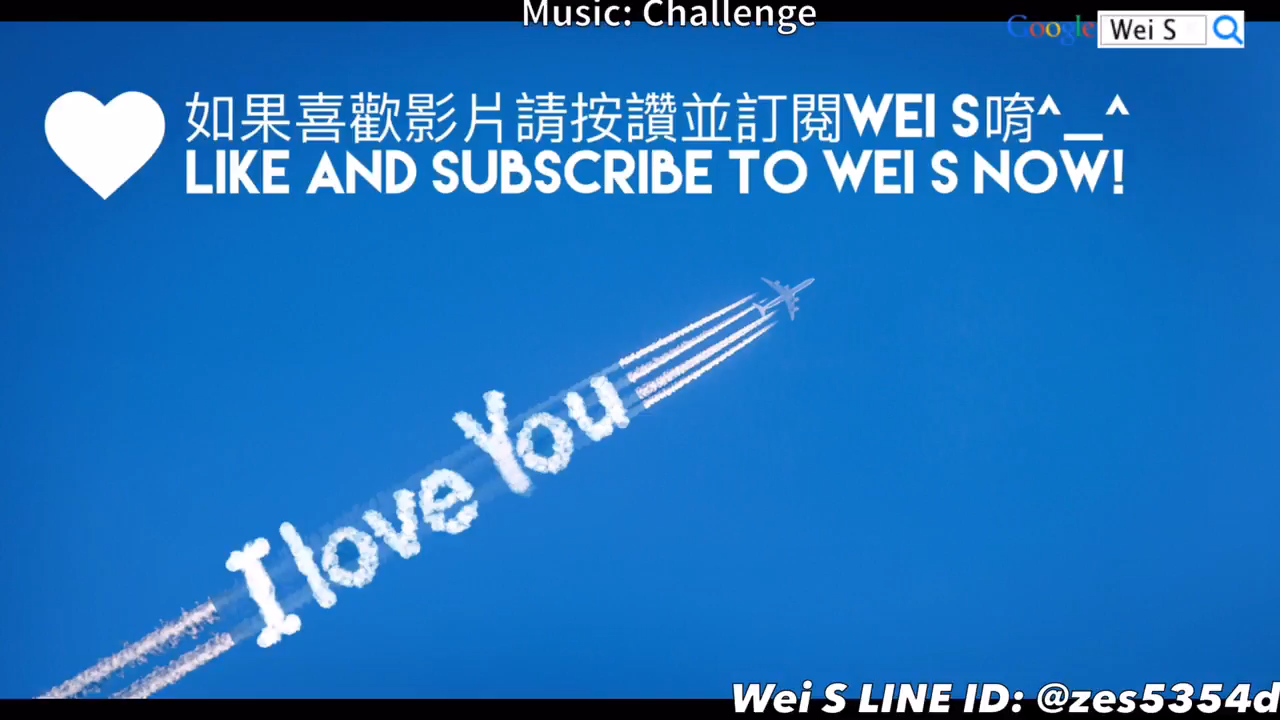 Music: Challenge
Google Wei S
如果喜歡影片請按讚並訂閱WEI S唷^_^
LIKE AND SUBSCRIBE TO WEI S NOW!
I love You
Wei S LINE ID: @zes5354d